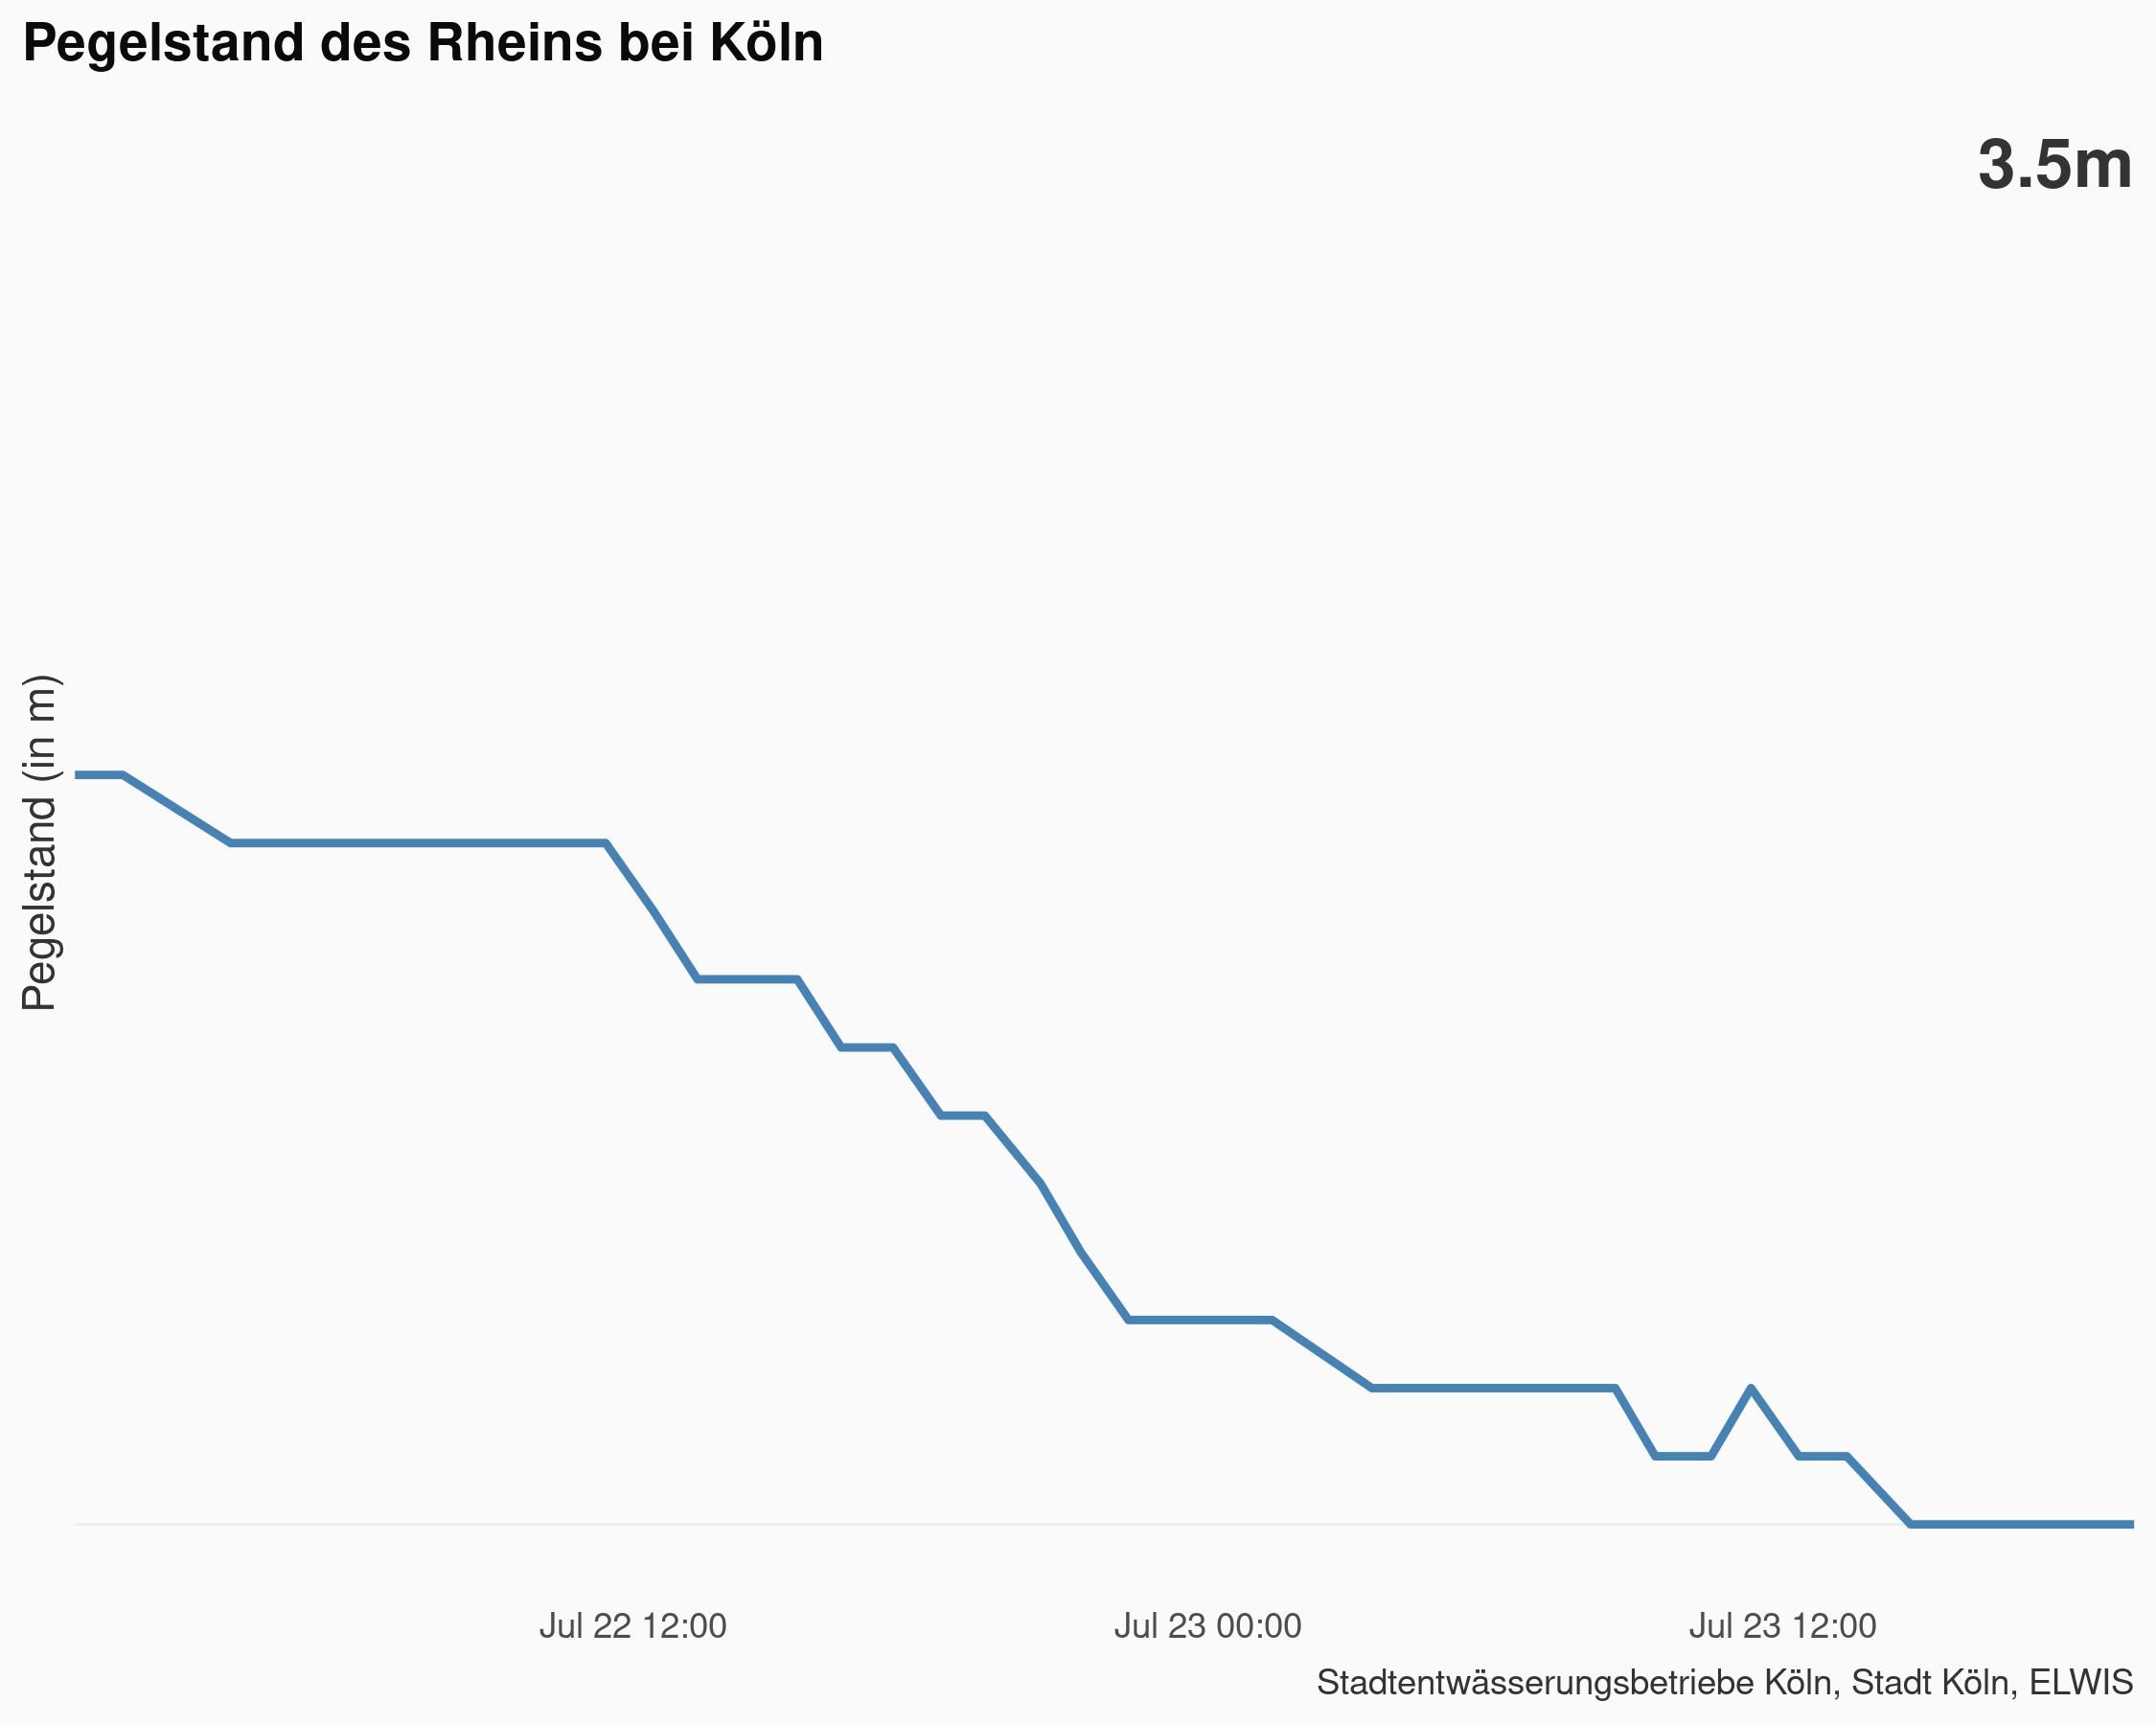 Pegelstand des Rheins bei Köln
3.5m
Pegelstand (in m)
Jul 22 12:00
Jul 23 00:00
Jul 23 12:00
Stadtentwässerungsbetriebe Köln, Stadt Köln, ELWIS